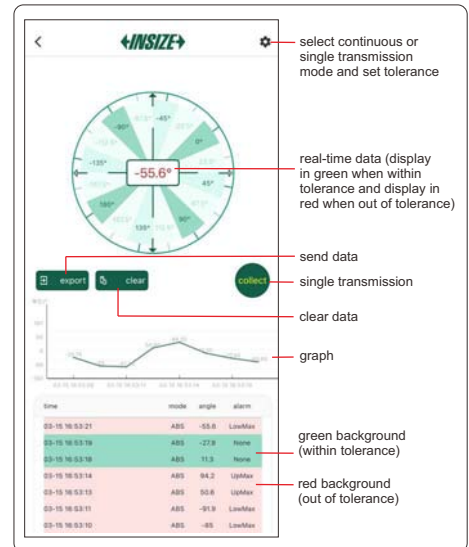 INSIZE
select continuous or
single transmission
mode and set tolerance
-45°
-90°
0°
-135°
-55.6°
45°
180°
90°
135°
real-time data (display
in green when within
tolerance and display in
red when out of tolerance)
send data
export
clear
collect
single transmission
clear data
graph
time mode angle alarm
03-15 16:53:21 ABS -55.6 LowMax
03-15 16:53:19 ABS -27.9 None
03-15 16:53:18 ABS 11.3 None
03-15 16:53:14 ABS 94.2 UpMax
03-15 16:53:13 ABS 50.6 UpMax
03-15 16:53:11 ABS -91.9 LowMax
03-15 16:53:10 ABS -85 LowMax
green background
(within tolerance)
red background
(out of tolerance)